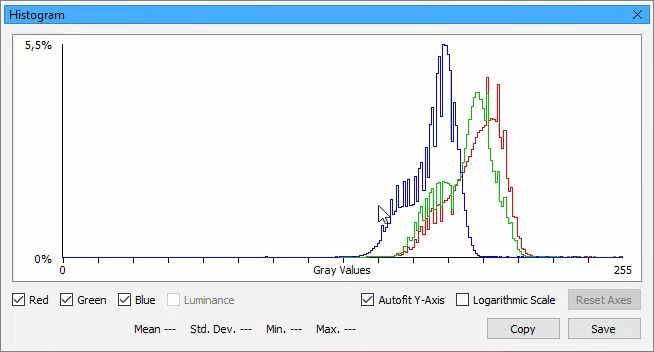 Histogram
5,5%
0%
0
Gray Values
255
Red
Green
Blue
Luminance
Autofit Y-Axis
Logarithmic Scale
Reset Axes
Mean ---
Std. Dev. ---
Min. ---
Max. ---
Copy
Save